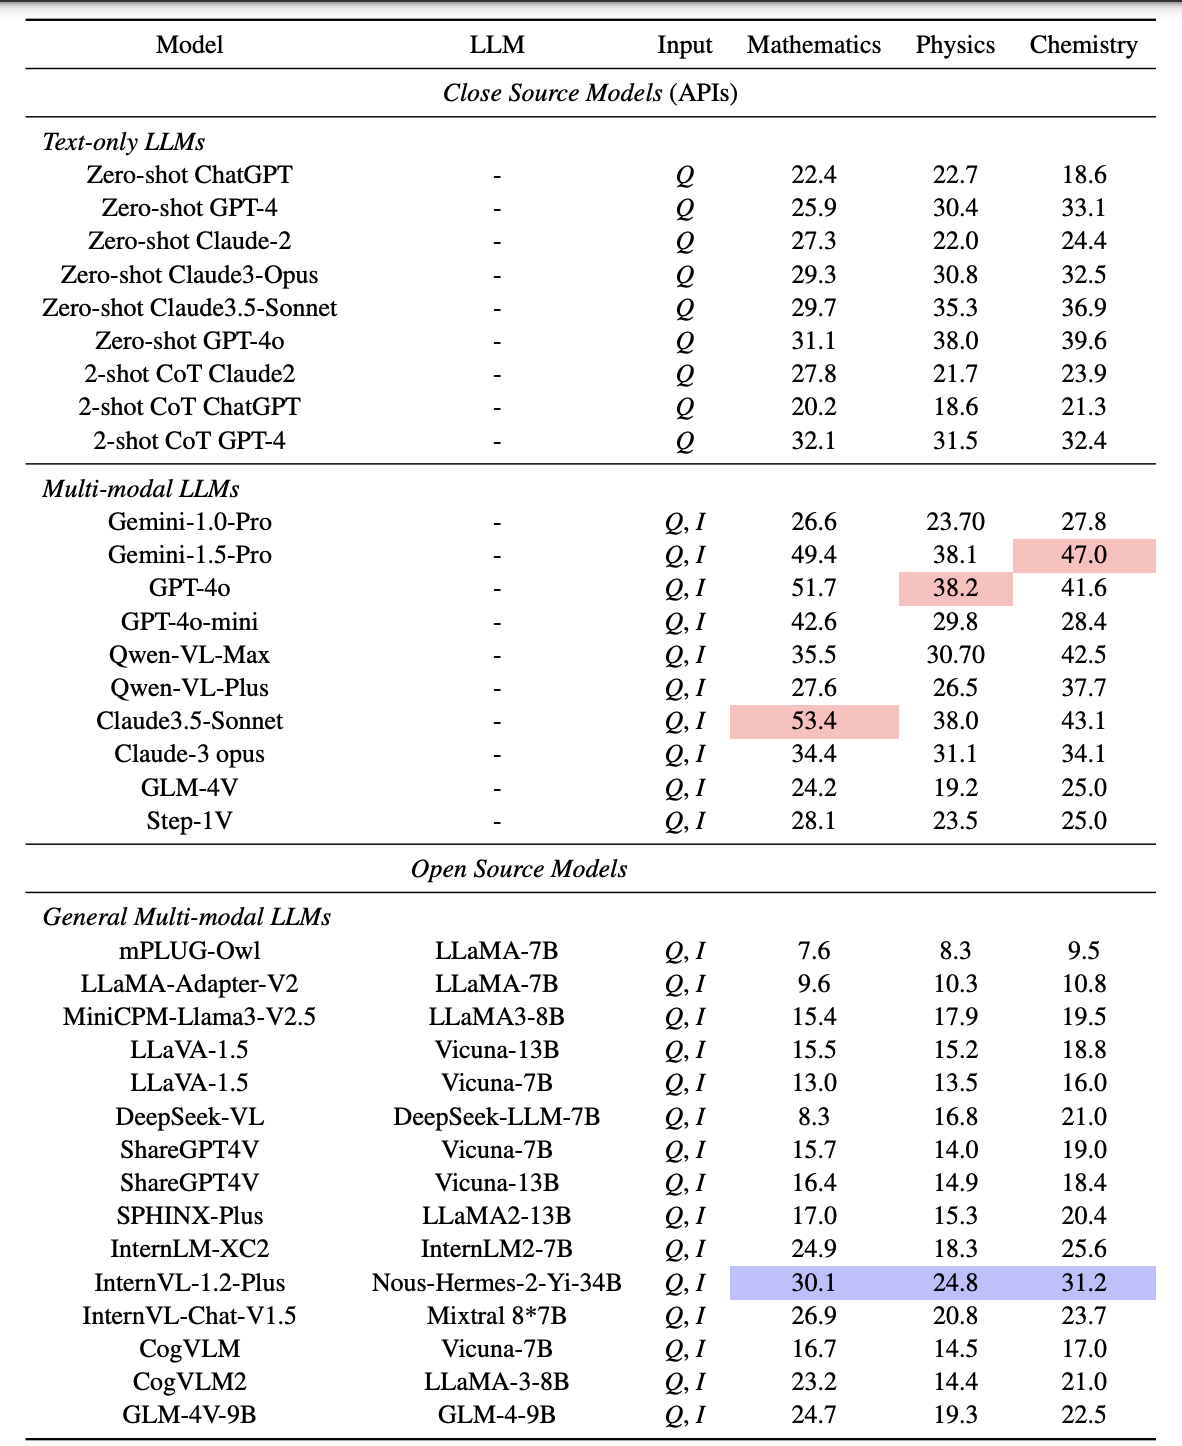 Model LLM Input Mathematics Physics Chemistry
Close Source Models (APIs)
Text-only LLMs
Zero-shot ChatGPT - Q 22.4 22.7 18.6
Zero-shot GPT-4 - Q 25.9 30.4 33.1
Zero-shot Claude-2 - Q 27.3 22.0 24.4
Zero-shot Claude3-Opus - Q 29.3 30.8 32.5
Zero-shot Claude3.5-Sonnet - Q 29.7 35.3 36.9
Zero-shot GPT-4o - Q 31.1 38.0 39.6
2-shot CoT Claude2 - Q 27.8 21.7 23.9
2-shot CoT ChatGPT - Q 20.2 18.6 21.3
2-shot CoT GPT-4 - Q 32.1 31.5 32.4
Multi-modal LLMs
Gemini-1.0-Pro - Q, I 26.6 23.70 27.8
Gemini-1.5-Pro - Q, I 49.4 38.1 47.0
GPT-4o - Q, I 51.7 38.2 41.6
GPT-4o-mini - Q, I 42.6 29.8 28.4
Qwen-VL-Max - Q, I 35.5 30.70 42.5
Qwen-VL-Plus - Q, I 27.6 26.5 37.7
Claude3.5-Sonnet - Q, I 53.4 38.0 43.1
Claude-3 opus - Q, I 34.4 31.1 34.1
GLM-4V - Q, I 24.2 19.2 25.0
Step-1V - Q, I 28.1 23.5 25.0
Open Source Models
General Multi-modal LLMs
mPLUG-Owl LLaMA-7B Q, I 7.6 8.3 9.5
LLaMA-Adapter-V2 LLaMA-7B Q, I 9.6 10.3 10.8
MiniCPM-Llama3-V2.5 LLaMA3-8B Q, I 15.4 17.9 19.5
LLaVA-1.5 Vicuna-13B Q, I 15.5 15.2 18.8
LLaVA-1.5 Vicuna-7B Q, I 13.0 13.5 16.0
DeepSeek-VL DeepSeek-LLM-7B Q, I 8.3 16.8 21.0
ShareGPT4V Vicuna-7B Q, I 15.7 14.0 19.0
ShareGPT4V Vicuna-13B Q, I 16.4 14.9 18.4
SPHINX-Plus LLaMA2-13B Q, I 17.0 15.3 20.4
InternLM-XC2 InternLM2-7B Q, I 24.9 18.3 25.6
InternVL-1.2-Plus Nous-Hermes-2-Yi-34B Q, I 30.1 24.8 31.2
InternVL-Chat-V1.5 Mixtral 8*7B Q, I 26.9 20.8 23.7
CogVLM Vicuna-7B Q, I 16.7 14.5 17.0
CogVLM2 LLaMA-3-8B Q, I 23.2 14.4 21.0
GLM-4V-9B GLM-4-9B Q, I 24.7 19.3 22.5